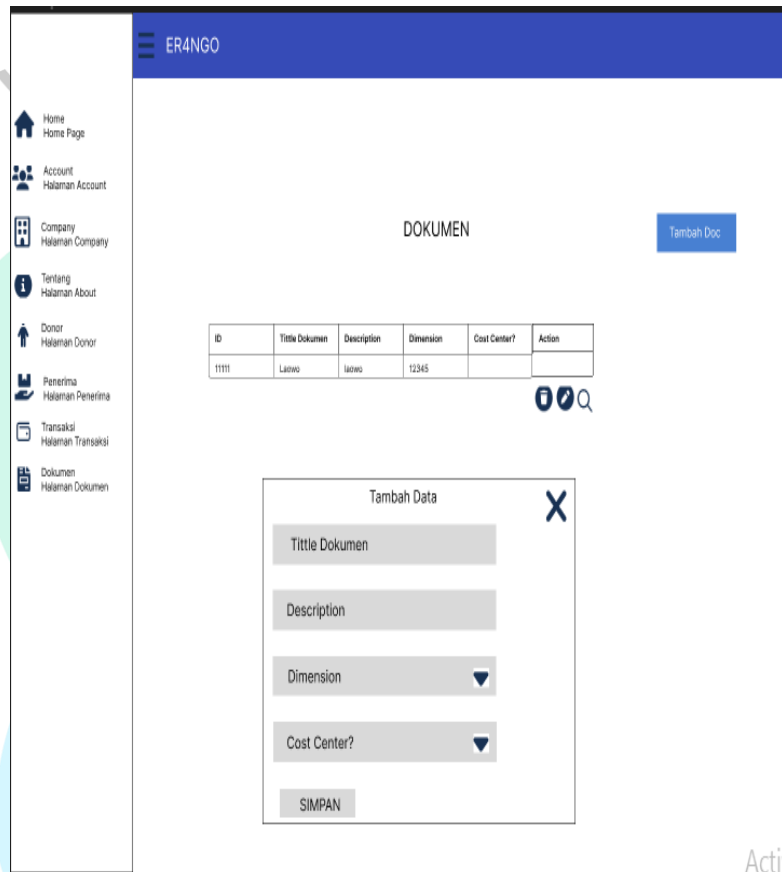 ER4NGO
Home
Home Page
Account
Halaman Account
Company
Halaman Company
Tentang
Halaman About
Donor
Halaman Donor
Penerima
Halaman Penerima
Transaksi
Halaman Transaksi
Dokumen
Halaman Dokumen
DOKUMEN
Tambah Doc
ID Tittle Dokumen Description Dimension Cost Center? Action
11111 Laowo laowo 12345
Tambah Data
X
Tittle Dokumen
Description
Dimension
Cost Center?
SIMPAN
Acti